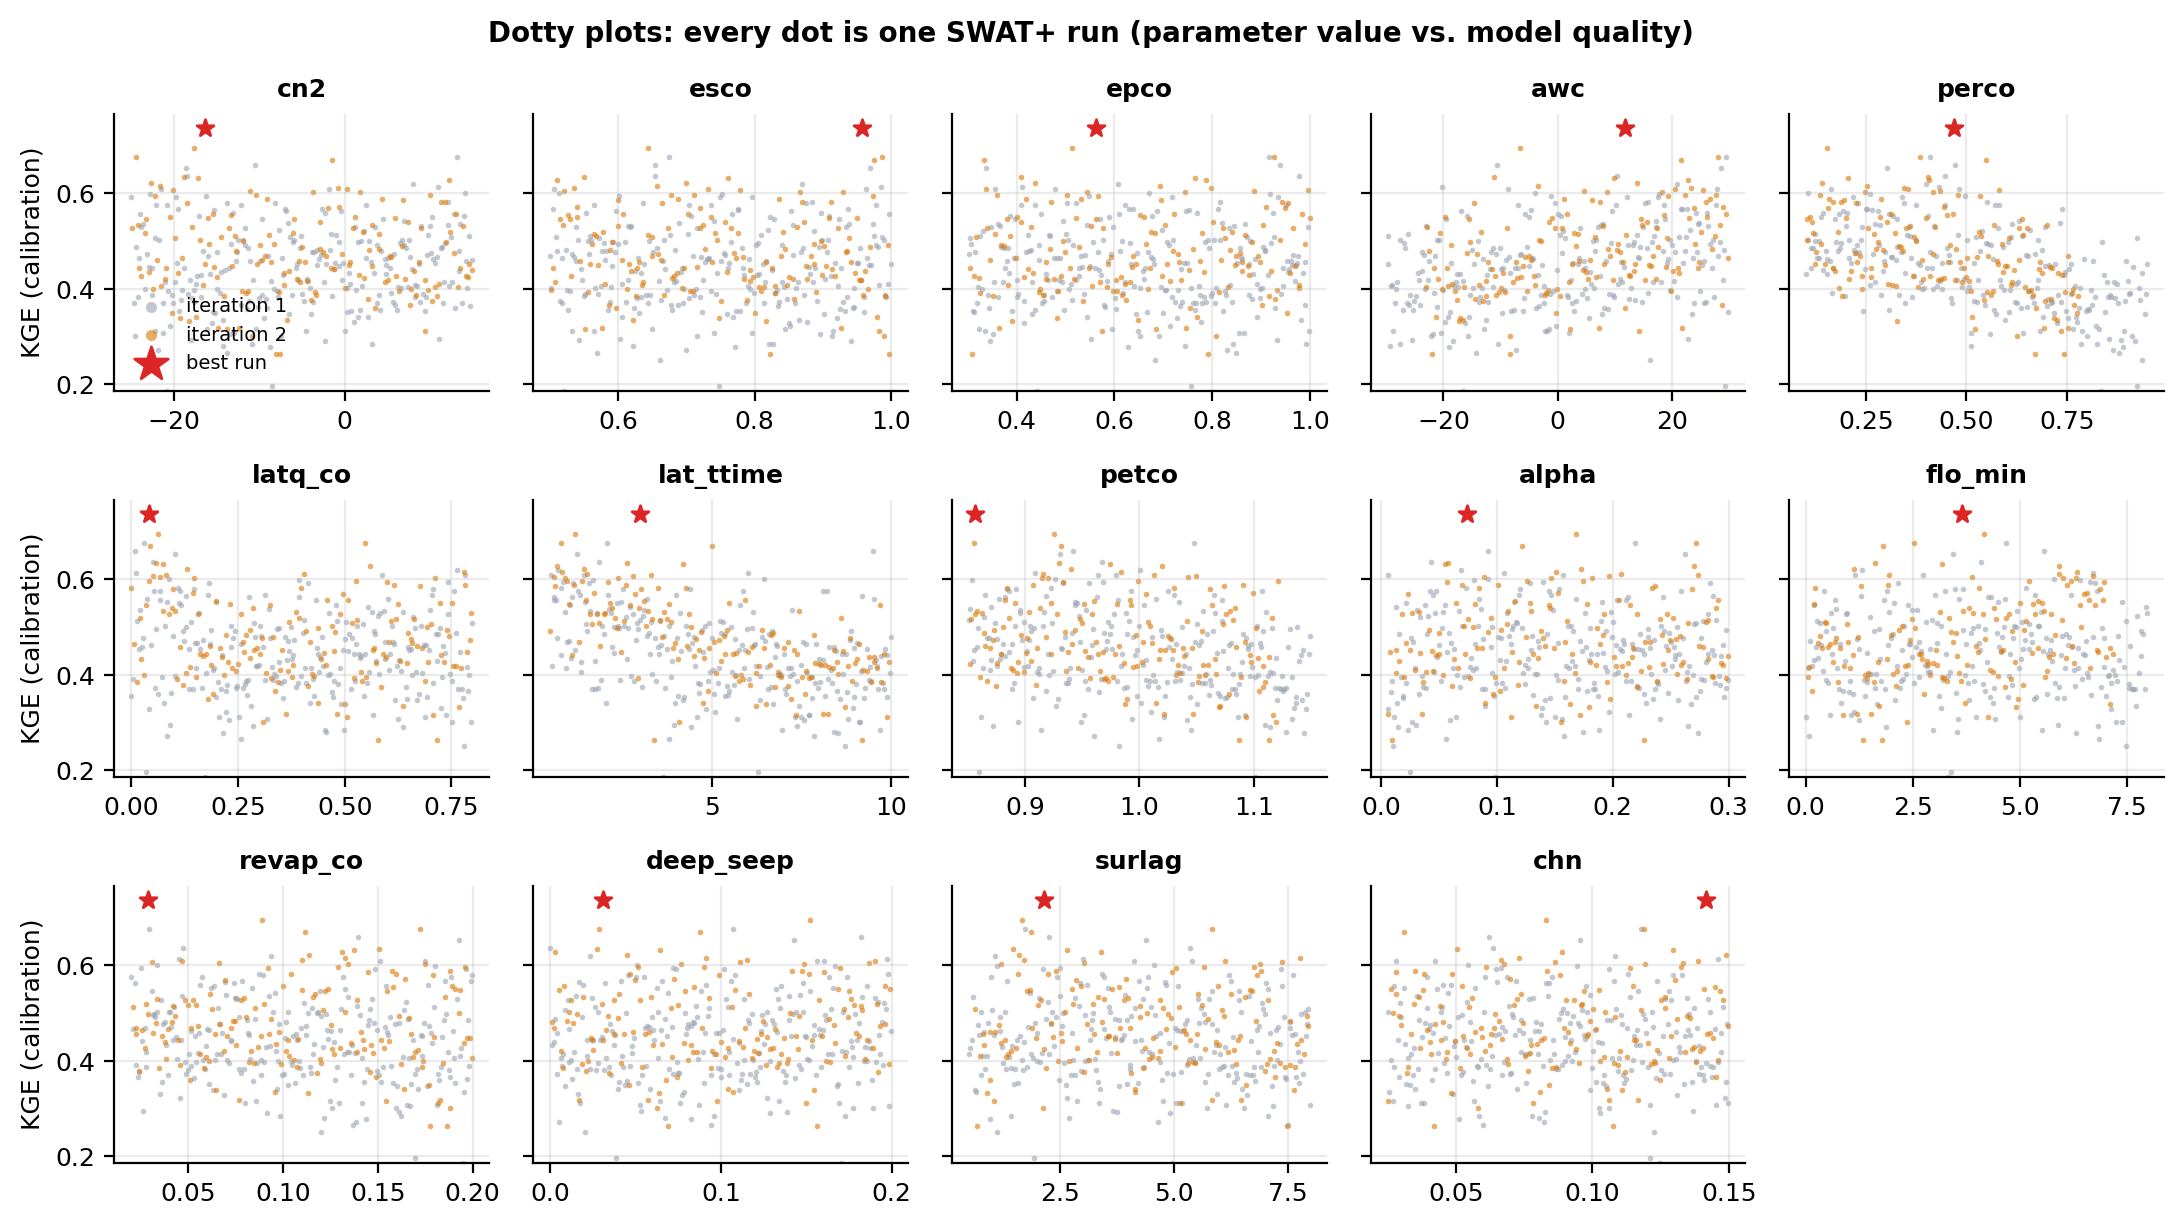 Dotty plots: every dot is one SWAT+ run (parameter value vs. model quality)
cn2
esco
epco
awc
perco
KGE (calibration)
0.6
0.4
0.2
iteration 1
iteration 2
best run
−20 0
0.6 0.8 1.0
0.4 0.6 0.8 1.0
−20 0 20
0.25 0.50 0.75
latq_co
lat_ttime
petco
alpha
flo_min
KGE (calibration)
0.6
0.4
0.2
0.00 0.25 0.50 0.75
5 10
0.9 1.0 1.1
0.0 0.1 0.2 0.3
0.0 2.5 5.0 7.5
revap_co
deep_seep
surlag
chn
KGE (calibration)
0.6
0.4
0.2
0.05 0.10 0.15 0.20
0.0 0.1 0.2
2.5 5.0 7.5
0.05 0.10 0.15